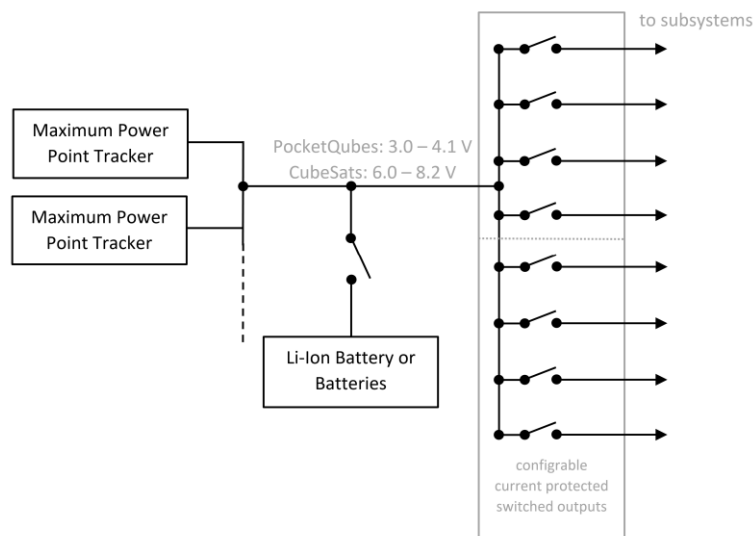 to subsystems
Maximum Power
Point Tracker
PocketQubes: 3.0 – 4.1 V
CubeSats: 6.0 – 8.2 V
Maximum Power
Point Tracker
Li-Ion Battery or
Batteries
configrable
current protected
switched outputs